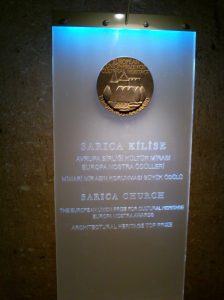 SARICA KİLİSE
AVRUPA BİRLİĞİ KÜLTÜR MİRASI
EUROPA NOSTRA ÖDÜLLERİ
MİMARİ MİRASIN KORUNMASI BÜYÜK ÖDÜLÜ
SARICA CHURCH
THE EUROPEAN UNION PRIZE FOR CULTURAL HERITAGE
EUROPA NOSTRA AWARDS
ARCHITECTURAL HERITAGE TOP PRIZE